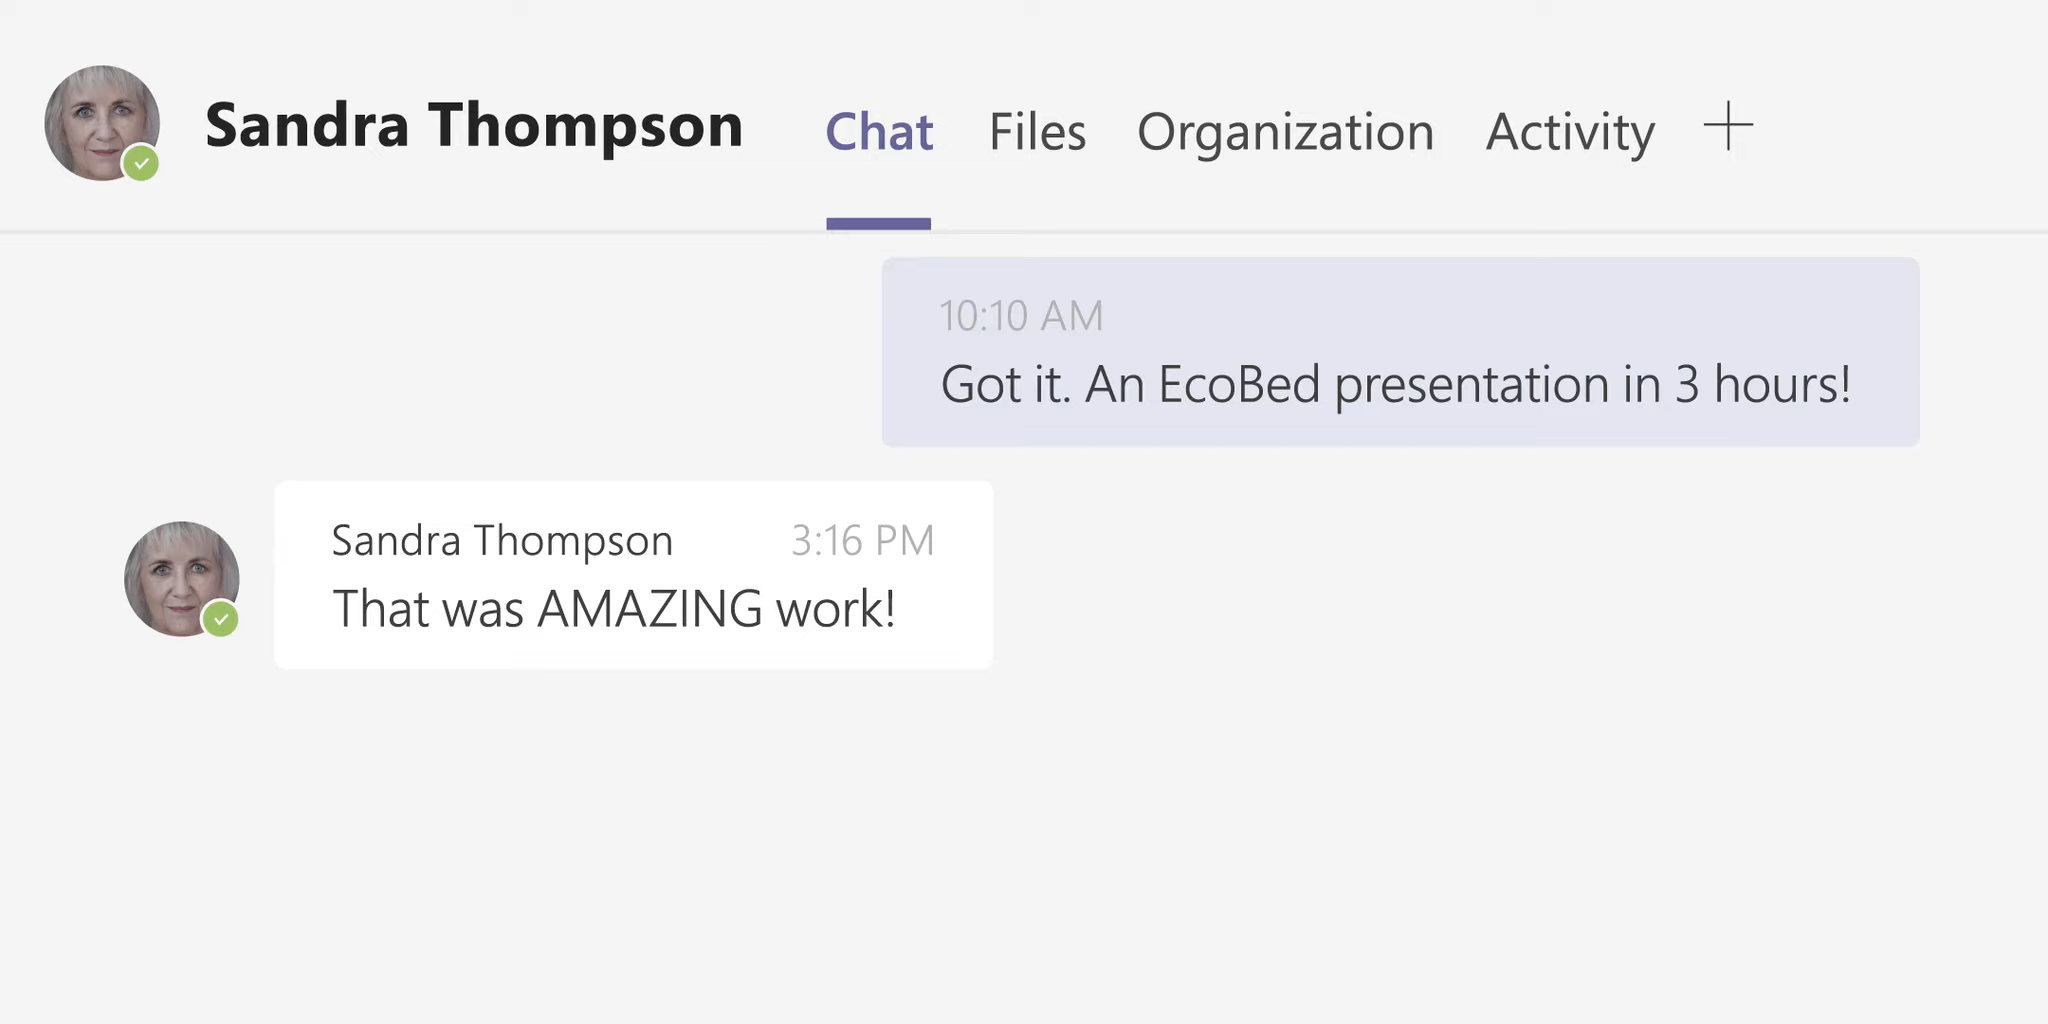 Sandra Thompson Chat Files Organization Activity
10:10 AM
Got it. An EcoBed presentation in 3 hours!
Sandra Thompson 3:16 PM
That was AMAZING work!